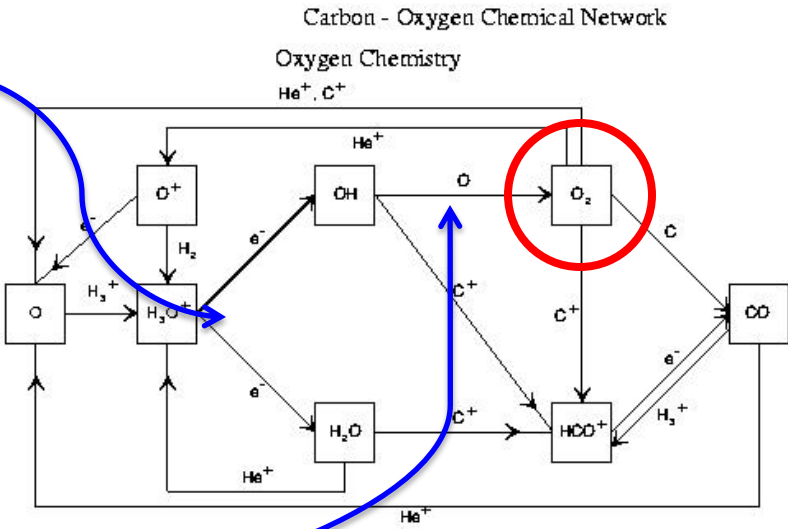 Carbon - Oxygen Chemical Network
Oxygen Chemistry
He⁺, C⁺
He⁺
O⁺
OH
O
O₂
e⁻
H₂
e⁻
C
O
H₃⁺
H₃O⁺
C⁺
C⁺
CO
e⁻
e⁻
H₂O
C⁺
HCO⁺
H₃⁺
He⁺
He⁺